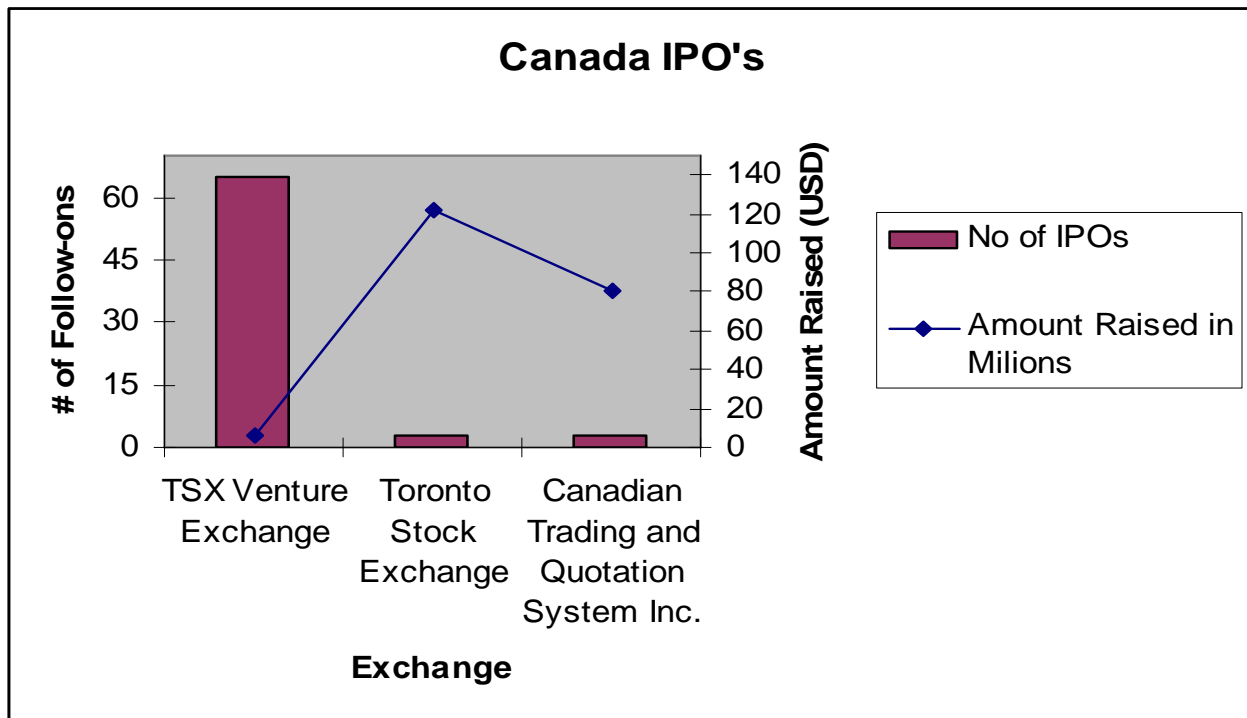 Canada IPO's
# of Follow-ons
60
45
30
15
0
140
120
100
80
60
40
20
0
Amount Raised (USD)
TSX Venture
Exchange
Toronto
Stock
Exchange
Canadian
Trading and
Quotation
System Inc.
Exchange
No of IPOs
Amount Raised in
Milions